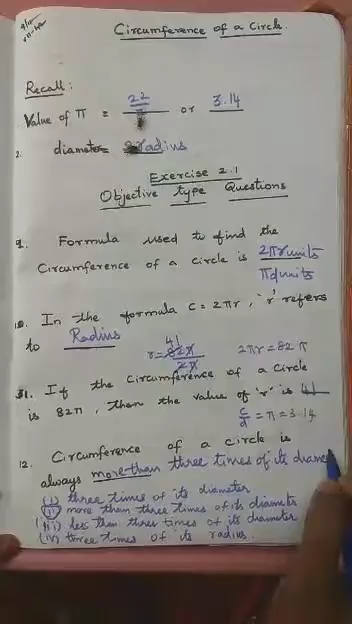 Circumference of a Circle.
Recall:
Value of π = 22/7 or 3.14
2. diameter = 2 radius
Exercise 2.1
Objective type Questions
9. Formula used to find the 2πr units
Circumference of a circle is πd units
10. In the formula C = 2πr, 'r' refers
to Radius
r = 82π/2π 41 2πr = 82π
11. If the circumference of a circle
is 82π, then the value of 'r' is 41
C/d = π = 3.14
12. Circumference of a circle is
always more than three times of its diameter
(i) three times of its diameter
(ii) more than three times of its diameter
(iii) less than three times of its diameter
(iv) three times of its radius.